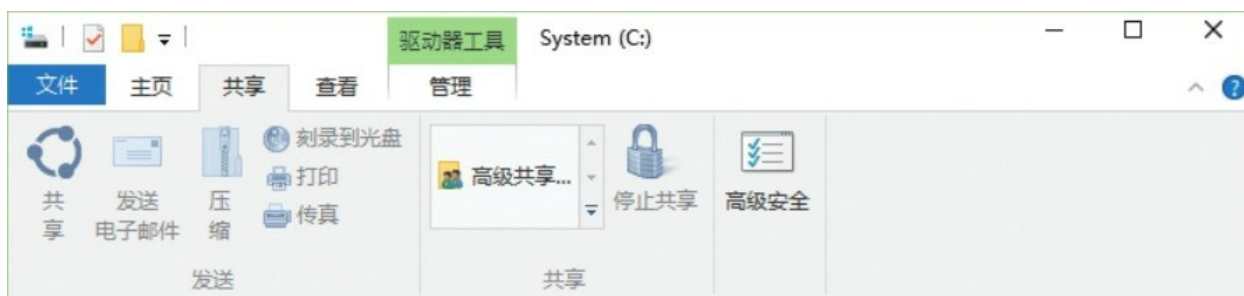 驱动器工具 System (C:)
文件 主页 共享 查看 管理
共享
发送电子邮件
压缩
刻录到光盘
打印
传真
高级共享...
停止共享
高级安全
发送 共享